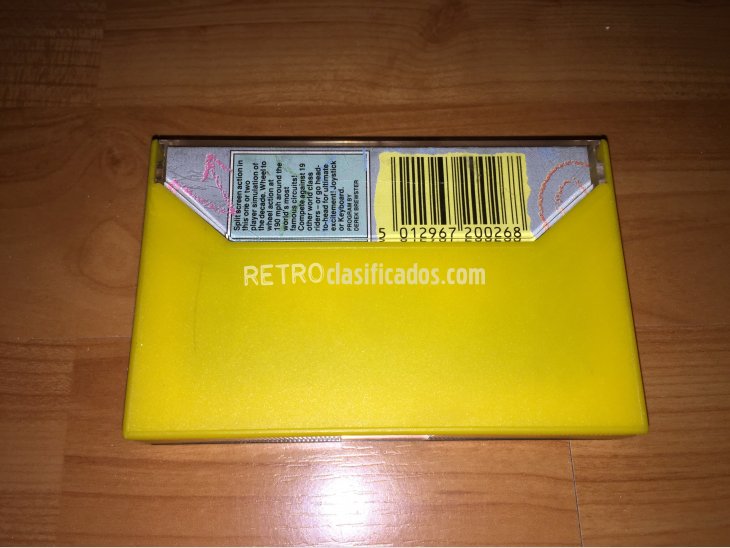 Split screen action in
this one or two
player simulation of
the decade. Wheel to
wheel action at
190 mph around the
world's most
famous circuits!
Compete against 19
other world class
riders – or go head-
to-head for ultimate
excitement! Joystick
or Keyboard.
PROGRAM BY
DEREK BREWSTER
5 012967 200268
RETROclasificados.com